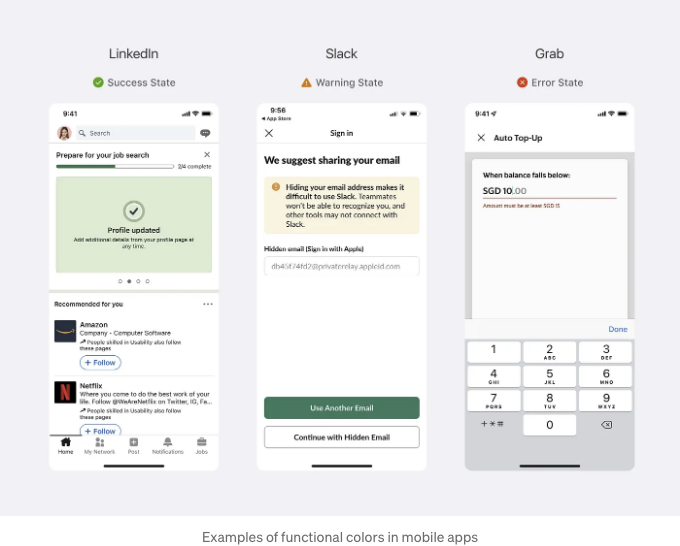 LinkedIn
Success State
9:41
Search
Prepare for your job search
2/4 complete
Profile updated
Add additional details from your profile page at
any time.
Recommended for you
Amazon
Company • Computer Software
People skilled in Usability also follow
these pages
+ Follow
Netflix
Where you come to do the best work of your
life. Follow @WeAreNetflix on Twitter, IG, Fa...
People skilled in Usability also follow
these pages
+ Follow
Home
My Network
Post
Notifications
Jobs
Slack
Warning State
9:56
App Store
Sign in
We suggest sharing your email
Hiding your email address makes it
difficult to use Slack. Teammates
won't be able to recognize you, and
other tools may not connect with
Slack.
Hidden email (Sign in with Apple)
db45f74fd2@privaterelay.appleid.com
Use Another Email
Continue with Hidden Email
Grab
Error State
9:41
Auto Top-Up
When balance falls below:
SGD 10.00
Amount must be at least SGD 15
Done
1
2 ABC
3 DEF
4 GHI
5 JKL
6 MNO
7 PQRS
8 TUV
9 WXYZ
+ * #
0
Examples of functional colors in mobile apps